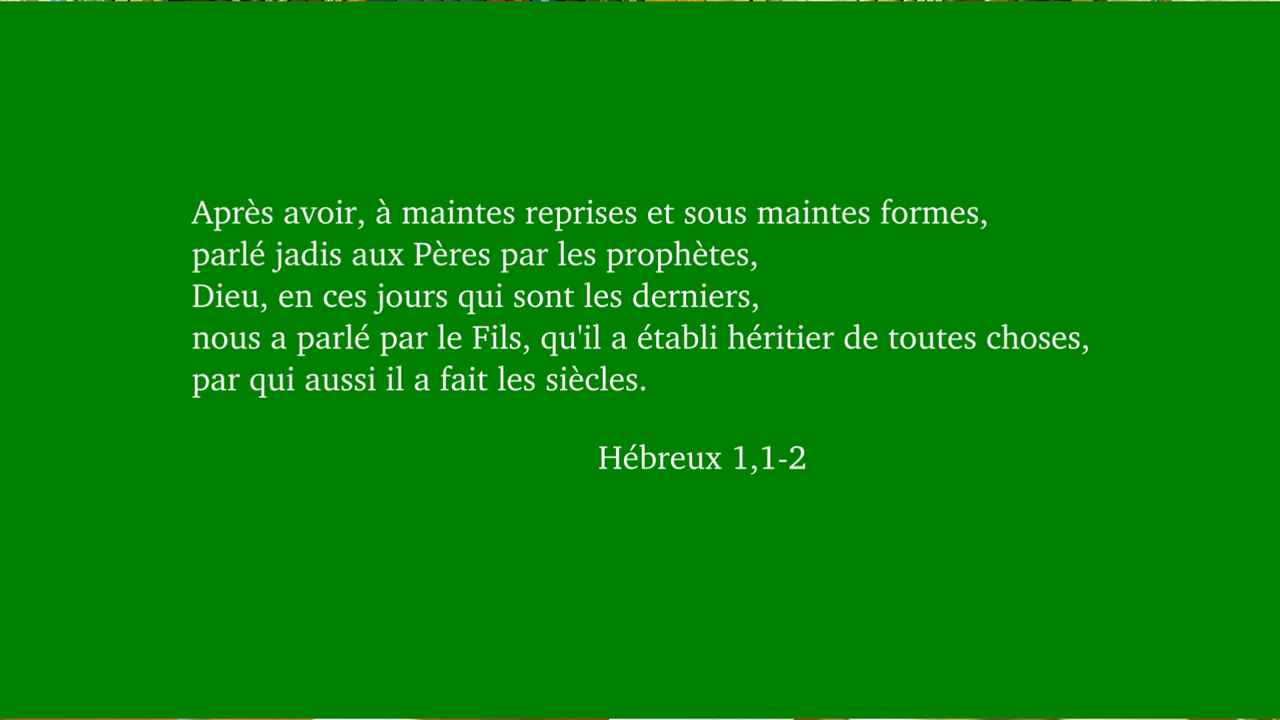 Après avoir, à maintes reprises et sous maintes formes,
parlé jadis aux Pères par les prophètes,
Dieu, en ces jours qui sont les derniers,
nous a parlé par le Fils, qu'il a établi héritier de toutes choses,
par qui aussi il a fait les siècles.
Hébreux 1,1-2